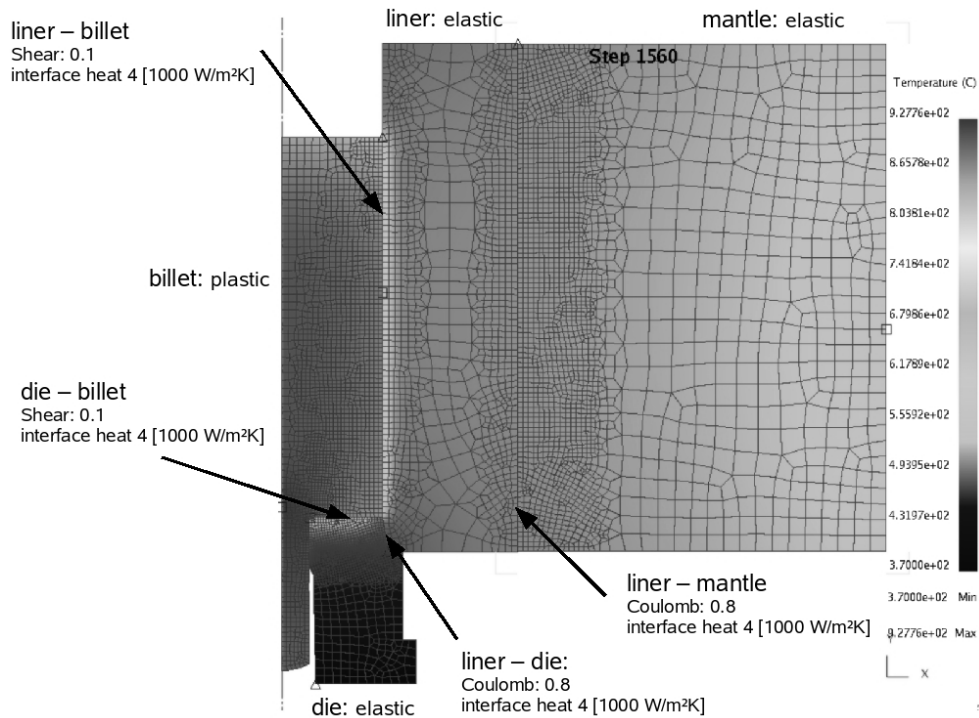 liner: elastic
mantle: elastic
liner – billet
Shear: 0.1
interface heat 4 [1000 W/m²K]
Step 1560
Temperature (C)
9.2776e+02
8.6578e+02
8.0381e+02
7.4184e+02
6.7986e+02
6.1789e+02
5.5592e+02
4.9395e+02
4.3197e+02
3.7000e+02
3.7000e+02 Min
9.2776e+02 Max
X
billet: plastic
die – billet
Shear: 0.1
interface heat 4 [1000 W/m²K]
liner – mantle
Coulomb: 0.8
interface heat 4 [1000 W/m²K]
liner – die:
Coulomb: 0.8
interface heat 4 [1000 W/m²K]
die: elastic